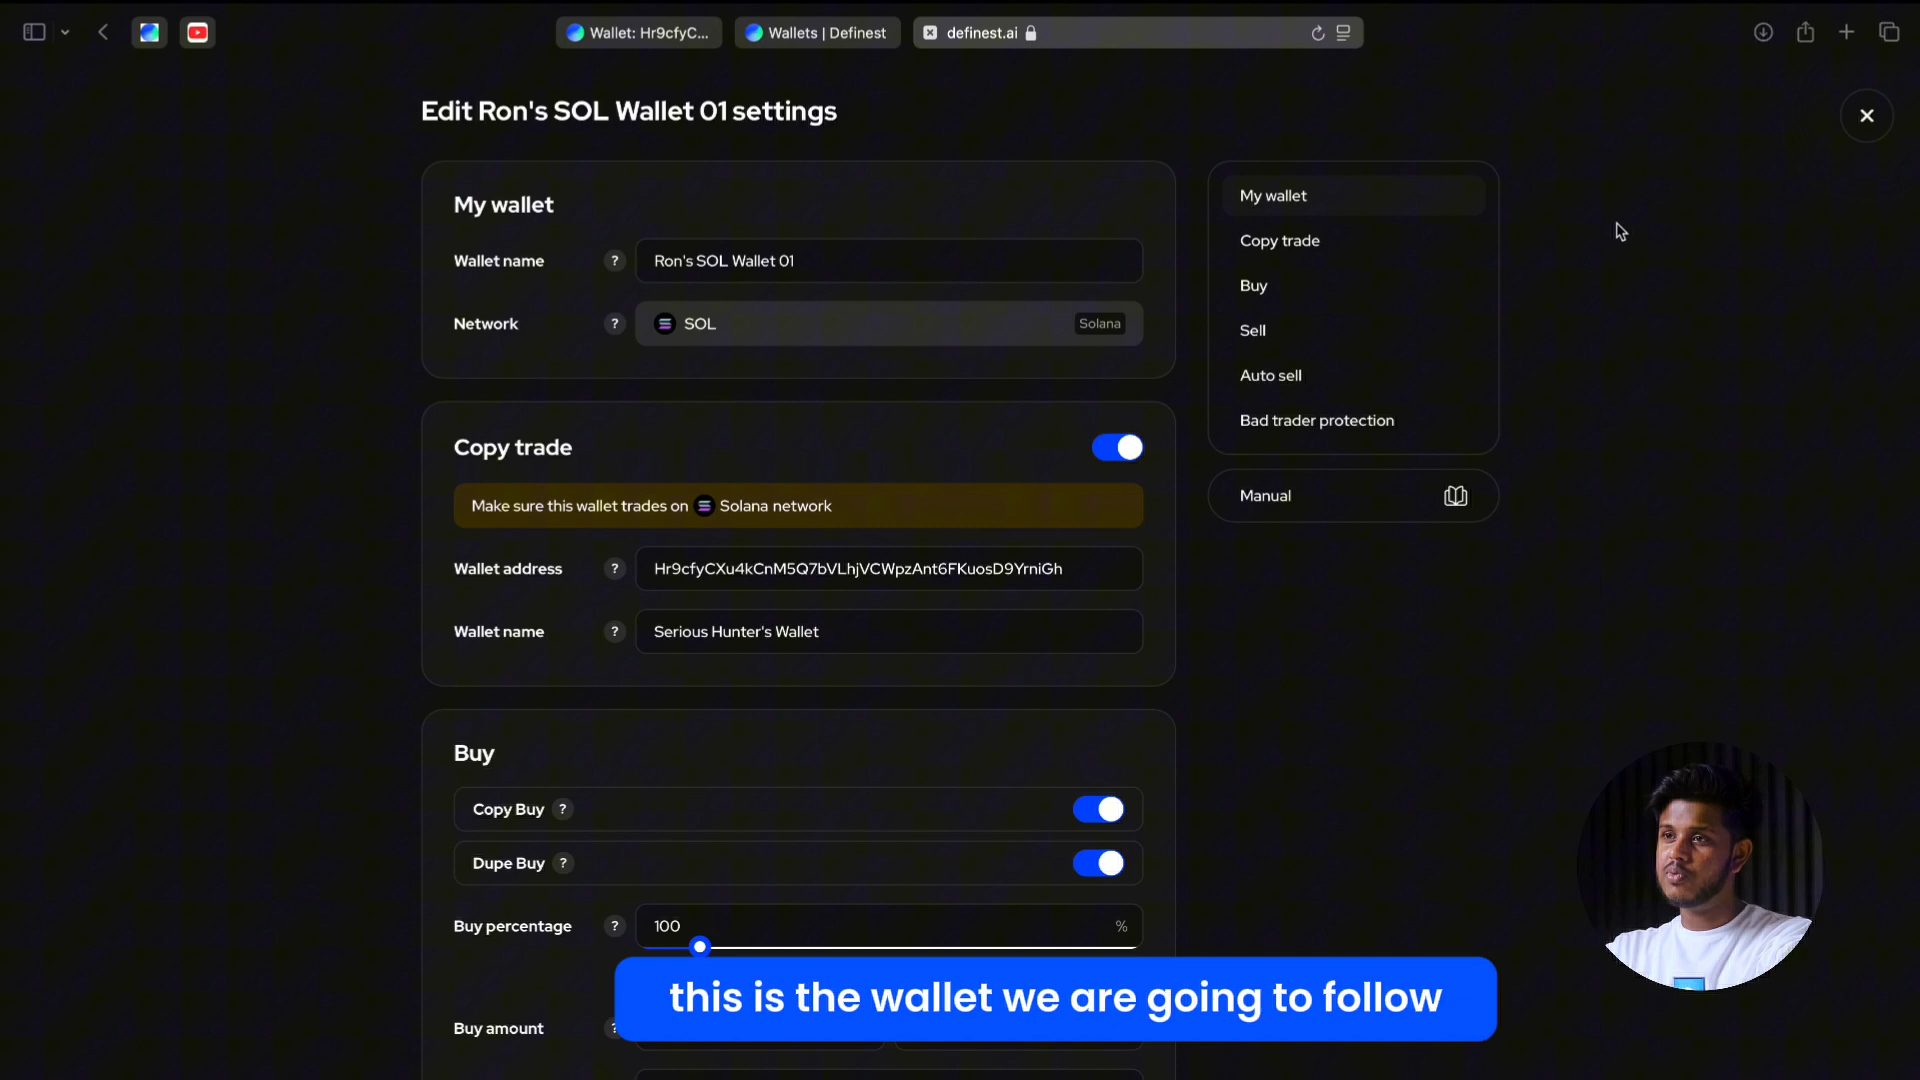 Wallet: Hr9cfyC...
Wallets | Definest
definest.ai
Edit Ron's SOL Wallet 01 settings
My wallet
Wallet name ? Ron's SOL Wallet 01
Network ? SOL Solana
Copy trade
Make sure this wallet trades on Solana network
Wallet address ? Hr9cfyCXu4kCnM5Q7bVLhjVCWpzAnt6FKuosD9YrniGh
Wallet name ? Serious Hunter's Wallet
Buy
Copy Buy ?
Dupe Buy ?
Buy percentage ? 100 %
Buy amount ?
My wallet
Copy trade
Buy
Sell
Auto sell
Bad trader protection
Manual
this is the wallet we are going to follow